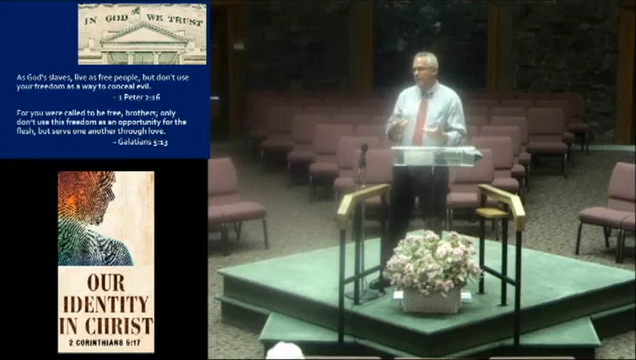 IN GOD WE TRUST
As God's slaves, live as free people, but don't use
your freedom as a way to conceal evil.
~ 1 Peter 2:16
For you were called to be free, brothers; only
don't use this freedom as an opportunity for the
flesh, but serve one another through love.
~ Galatians 5:13
OUR
IDENTITY
IN CHRIST
2 CORINTHIANS 5:17